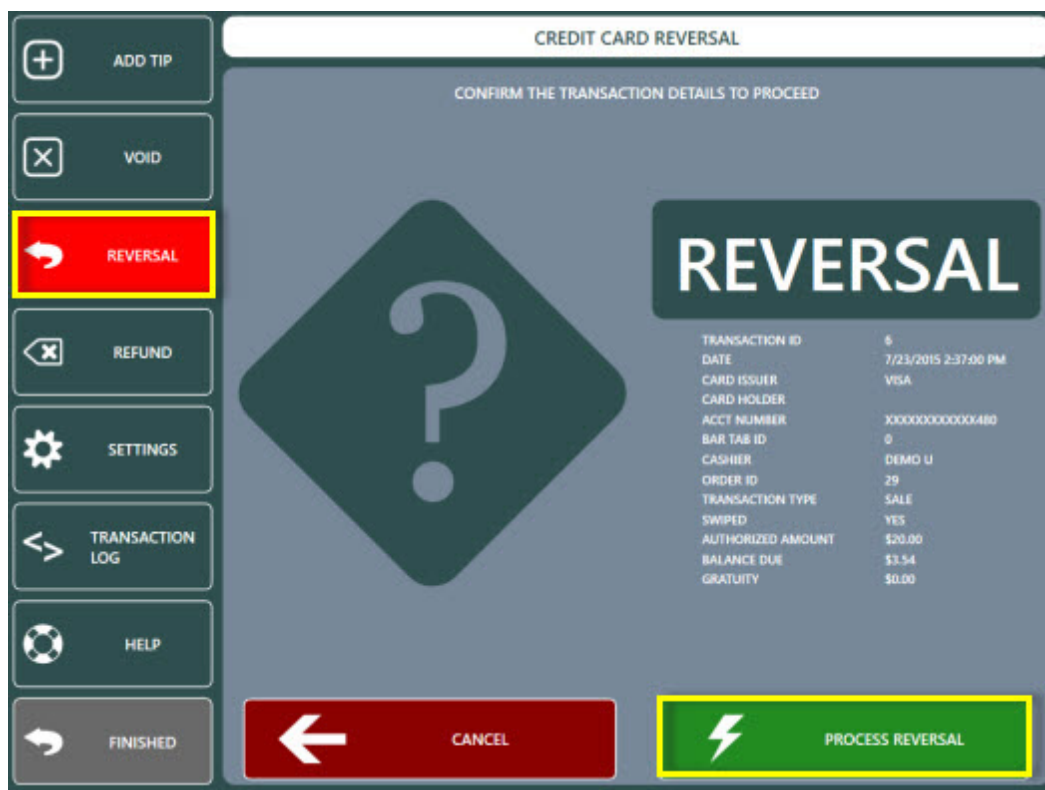 CREDIT CARD REVERSAL
CONFIRM THE TRANSACTION DETAILS TO PROCEED
ADD TIP
VOID
REVERSAL
REFUND
SETTINGS
TRANSACTION
LOG
HELP
FINISHED
?
REVERSAL
TRANSACTION ID 6
DATE 7/23/2015 2:37:00 PM
CARD ISSUER VISA
CARD HOLDER
ACCT NUMBER XXXXXXXXXXXXX480
BAR TAB ID 0
CASHIER DEMO U
ORDER ID 29
TRANSACTION TYPE SALE
SWIPED YES
AUTHORIZED AMOUNT $20.00
BALANCE DUE $3.54
GRATUITY $0.00
CANCEL
PROCESS REVERSAL